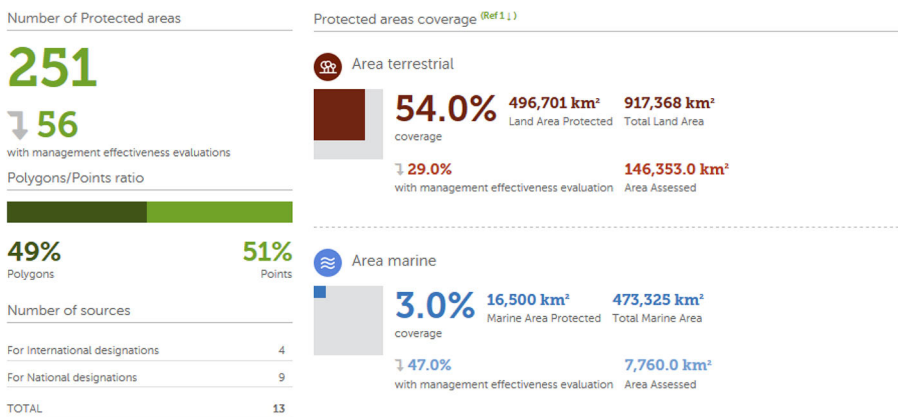 Number of Protected areas
251
56
with management effectiveness evaluations
Polygons/Points ratio
49% 51%
Polygons Points
Number of sources
For International designations 4
For National designations 9
TOTAL 13
Protected areas coverage (Ref 1 ↓)
Area terrestrial
54.0% 496,701 km² 917,368 km²
coverage Land Area Protected Total Land Area
29.0% 146,353.0 km²
with management effectiveness evaluation Area Assessed
Area marine
3.0% 16,500 km² 473,325 km²
coverage Marine Area Protected Total Marine Area
47.0% 7,760.0 km²
with management effectiveness evaluation Area Assessed